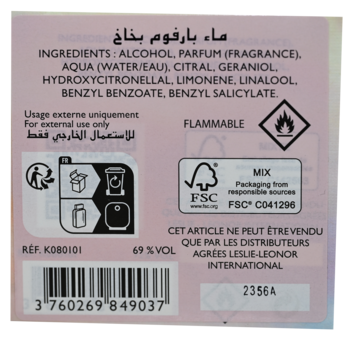 ماء بارفوم بخاخ
INGREDIENTS : ALCOHOL, PARFUM (FRAGRANCE),
AQUA (WATER/EAU), CITRAL, GERANIOL,
HYDROXYCITRONELLAL, LIMONENE, LINALOOL,
BENZYL BENZOATE, BENZYL SALICYLATE.
Usage externe uniquement
For external use only
للاستعمال الخارجي فقط
FLAMMABLE
FR
FSC
www.fsc.org
MIX
Packaging from
responsible sources
FSC® C041296
RÉF. K080101
69 % VOL
CET ARTICLE NE PEUT ÊTRE VENDU
QUE PAR LES DISTRIBUTEURS
AGRÉES LESLIE-LEONOR
INTERNATIONAL
3 760269 849037
2356A